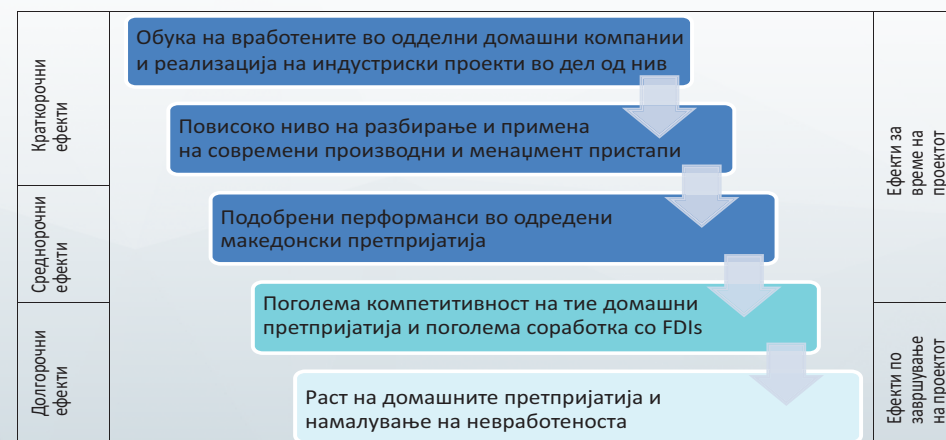 Краткорочни
ефекти
Обука на вработените во одделни домашни компании
и реализација на индустриски проекти во дел од нив
Повисоко ниво на разбирање и примена
на современи производни и менаџмент пристапи
Ефекти за
време на
проектот
Среднорочни
ефекти
Подобрени перформанси во одредени
македонски претпријатија
Долгорочни
ефекти
Поголема компетитивност на тие домашни
претпријатија и поголема соработка со FDIs
Раст на домашните претпријатија и
намалување на невработеноста
Ефекти по
завршување
на проектот